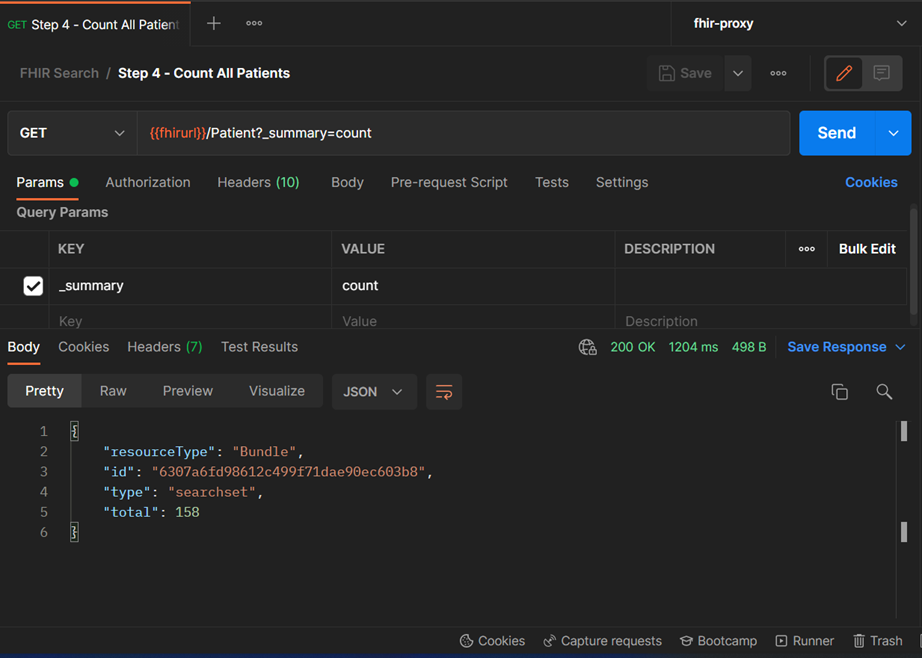 GET Step 4 - Count All Patient
fhir-proxy
FHIR Search / Step 4 - Count All Patients
Save
GET {{fhirurl}}/Patient?_summary=count Send
Params Authorization Headers (10) Body Pre-request Script Tests Settings Cookies
Query Params
KEY VALUE DESCRIPTION Bulk Edit
_summary count
Key Value Description
Body Cookies Headers (7) Test Results 200 OK 1204 ms 498 B Save Response
Pretty Raw Preview Visualize JSON
1 {
2 "resourceType": "Bundle",
3 "id": "6307a6fd98612c499f71dae90ec603b8",
4 "type": "searchset",
5 "total": 158
6 }
Cookies Capture requests Bootcamp Runner Trash